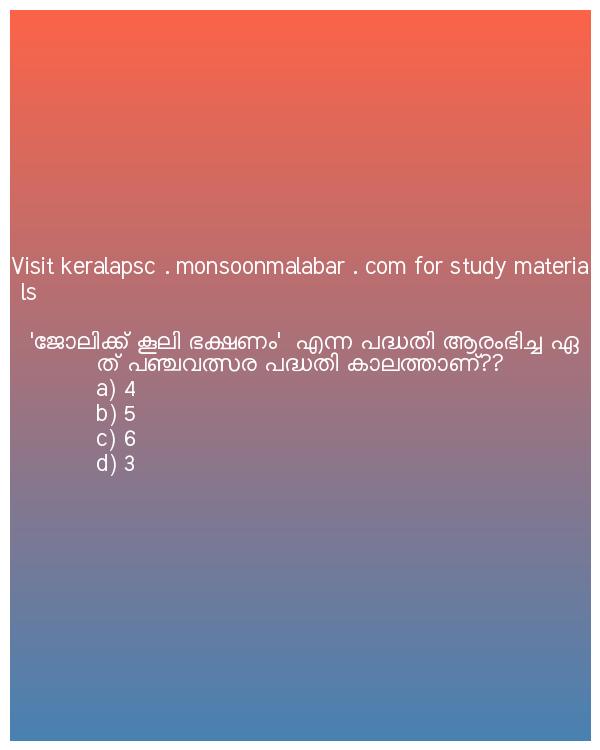 Visit keralapsc . monsoonmalabar . com for study materia
ls
'ജോലിക്ക് കൂലി ഭക്ഷണം' എന്ന പദ്ധതി ആരംഭിച്ച ഏ
ത് പഞ്ചവത്സര പദ്ധതി കാലത്താണ്??
a) 4
b) 5
c) 6
d) 3